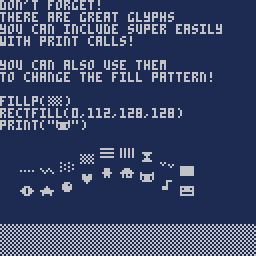 DON'T FORGET!
THERE ARE GREAT GLYPHS
YOU CAN INCLUDE SUPER EASILY
WITH PRINT CALLS!
YOU CAN ALSO USE THEM
TO CHANGE THE FILL PATTERN!
FILLP(▒)
RECTFILL(0,112,128,128)
PRINT("🐱")